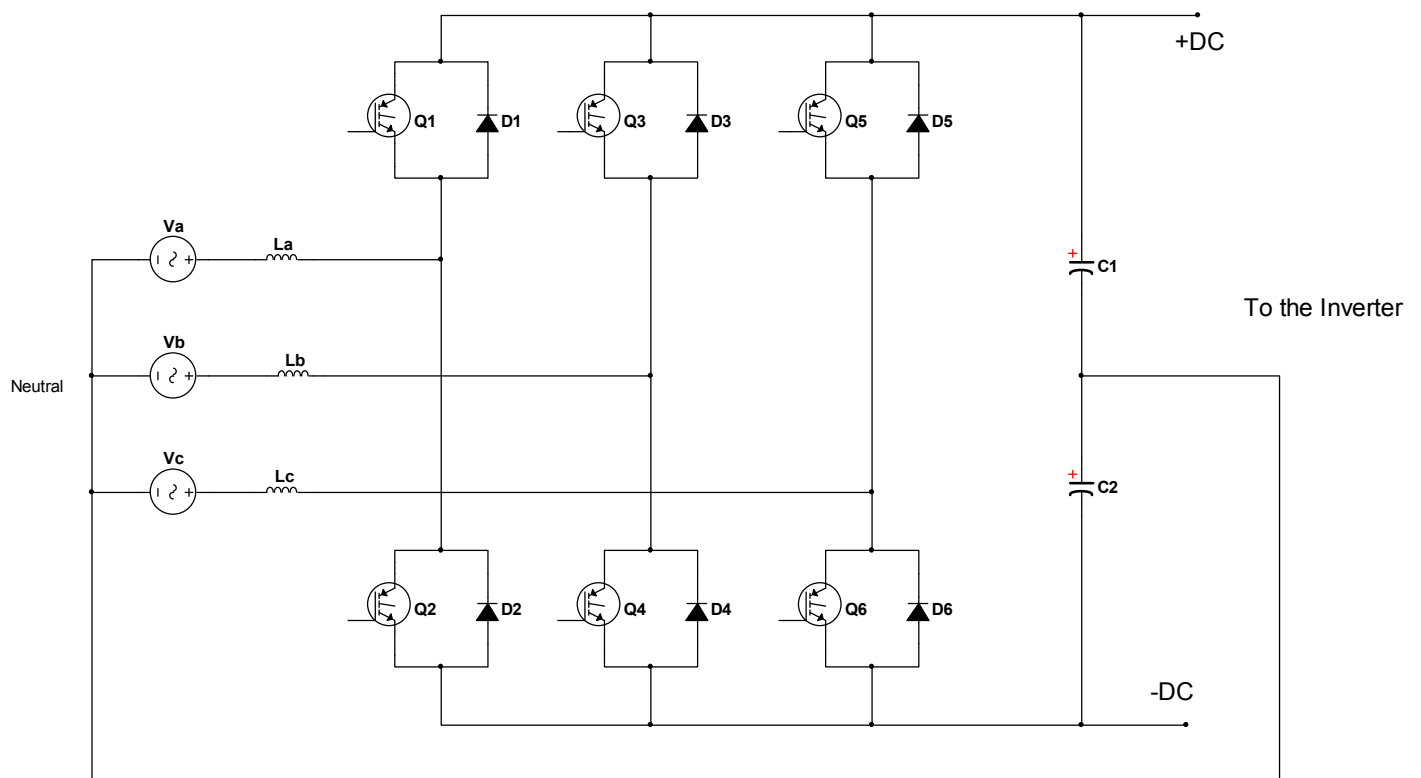 +DC
Q1 D1 Q3 D3 Q5 D5
Va
La
C1
To the Inverter
Vb
Lb
Neutral
Vc
Lc
C2
Q2 D2 Q4 D4 Q6 D6
-DC